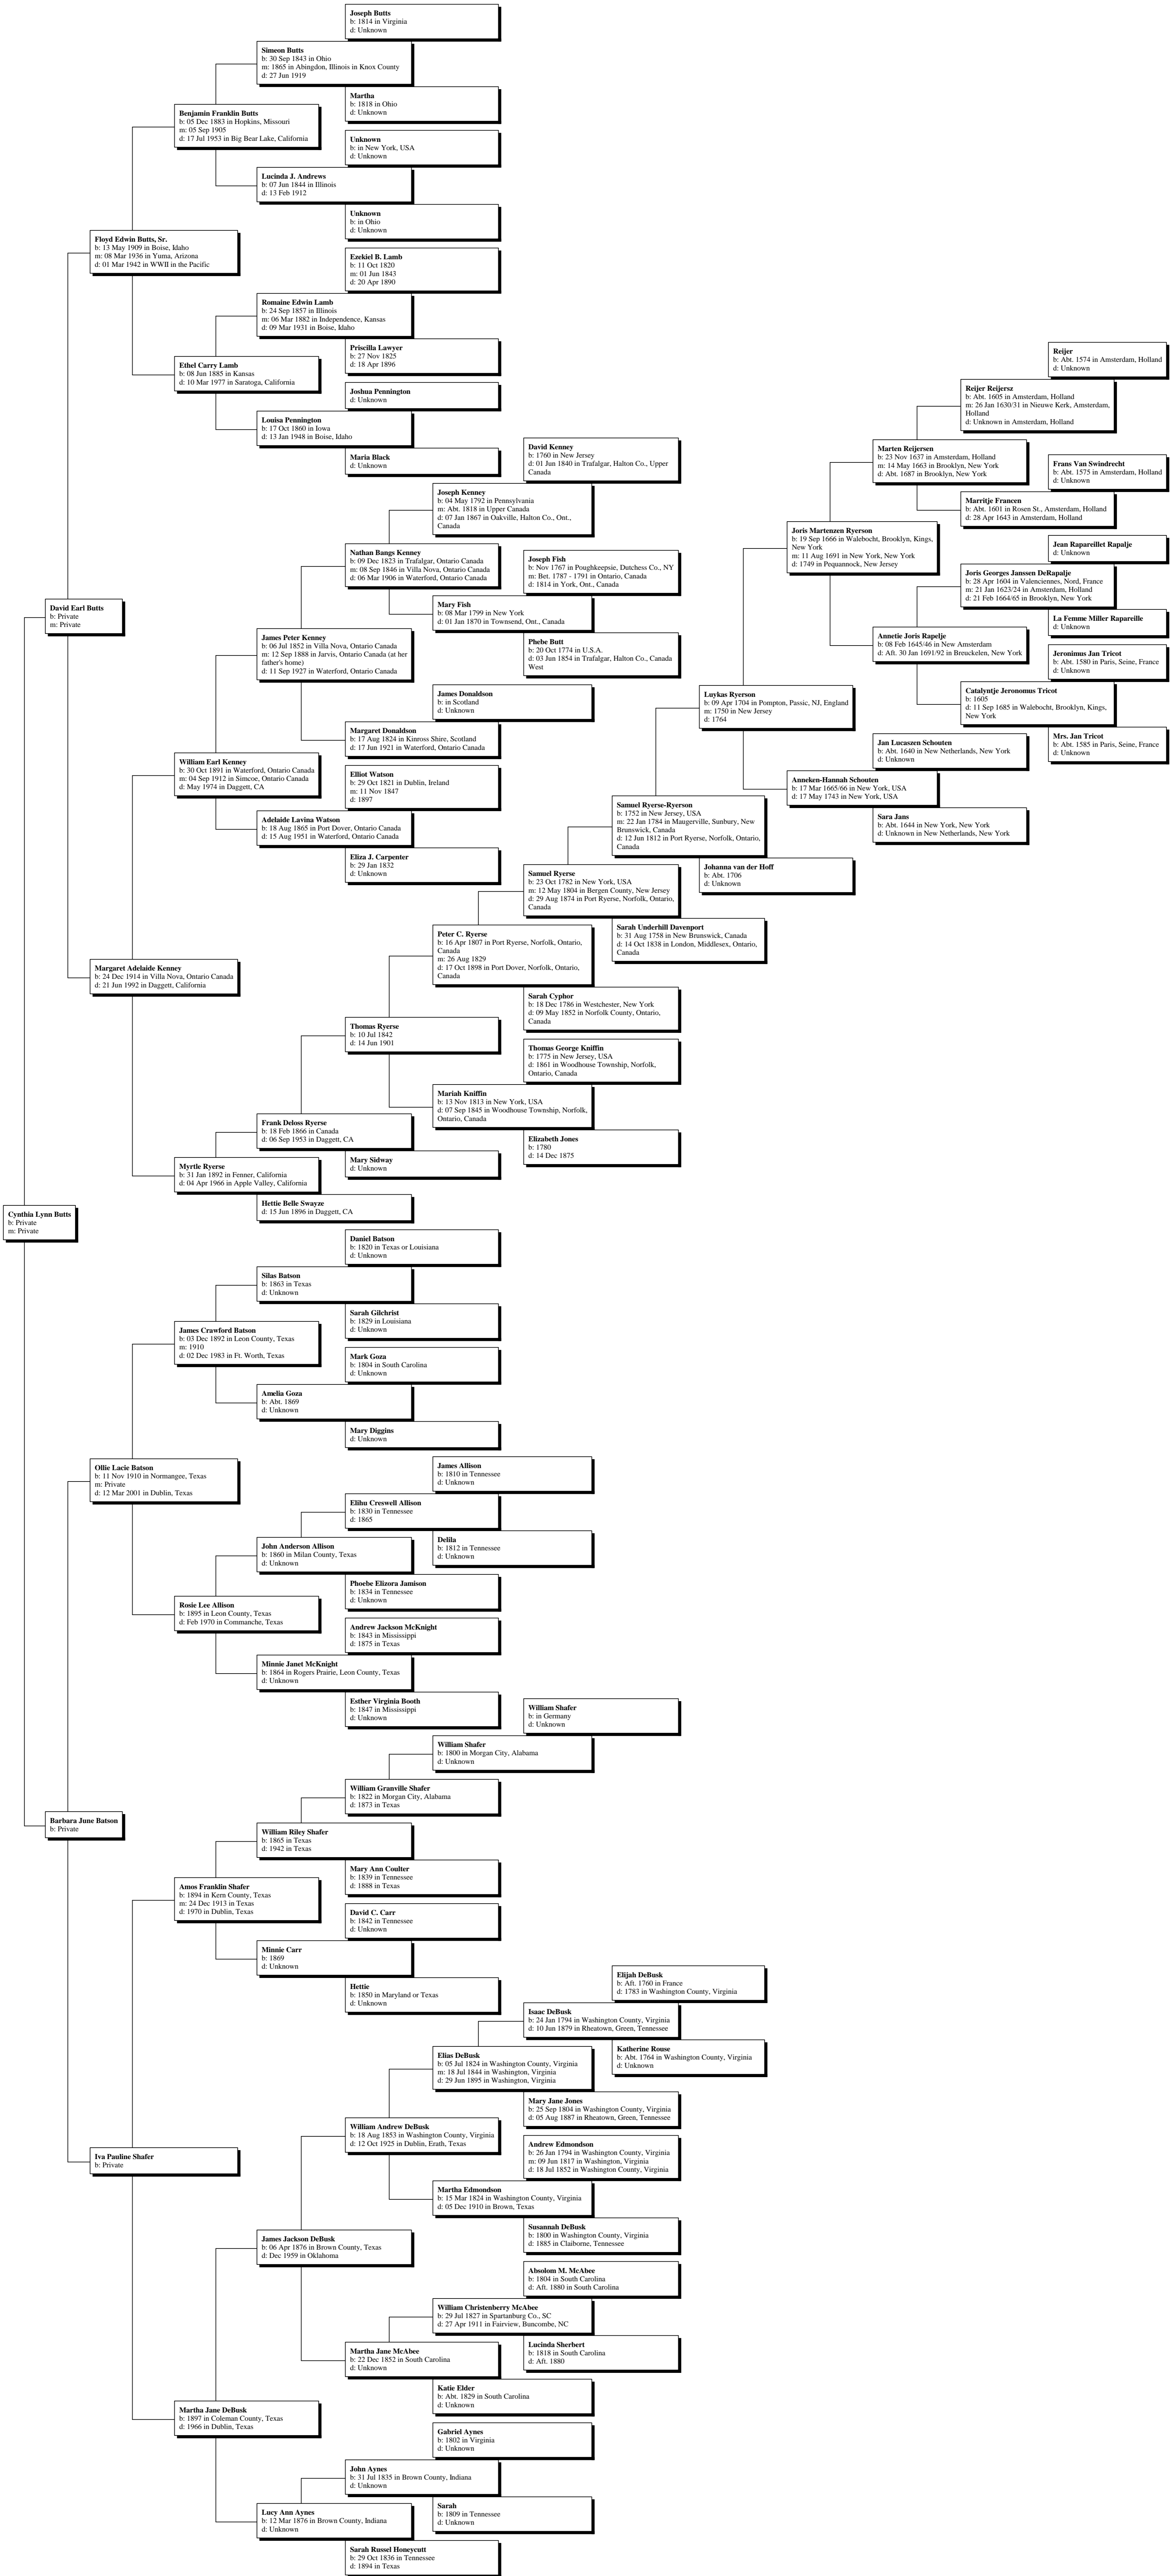 Joseph Butts
b: 1814 in Virginia
d: Unknown
Simeon Butts
b: 30 Sep 1843 in Ohio
m: 1865 in Abingdon, Illinois in Knox County
d: 27 Jun 1919
Martha
b: 1818 in Ohio
d: Unknown
Benjamin Franklin Butts
b: 05 Dec 1883 in Hopkins, Missouri
m: 05 Sep 1905
d: 17 Jul 1953 in Big Bear Lake, California
Unknown
b: in New York, USA
d: Unknown
Lucinda J. Andrews
b: 07 Jun 1844 in Illinois
d: 13 Feb 1912
Unknown
b: in Ohio
d: Unknown
Floyd Edwin Butts, Sr.
b: 13 May 1909 in Boise, Idaho
m: 08 Mar 1936 in Yuma, Arizona
d: 01 Mar 1942 in WWII in the Pacific
Ezekiel B. Lamb
b: 11 Oct 1820
m: 01 Jun 1843
d: 20 Apr 1890
Romaine Edwin Lamb
b: 24 Sep 1857 in Illinois
m: 06 Mar 1882 in Independence, Kansas
d: 09 Mar 1931 in Boise, Idaho
Priscilla Lawyer
b: 27 Nov 1825
d: 18 Apr 1896
Ethel Carry Lamb
b: 08 Jun 1885 in Kansas
d: 10 Mar 1977 in Saratoga, California
Joshua Pennington
d: Unknown
Louisa Pennington
b: 17 Oct 1860 in Iowa
d: 13 Jan 1948 in Boise, Idaho
Maria Black
d: Unknown
David Earl Butts
b: Private
m: Private
David Kenney
b: 1760 in New Jersey
d: 01 Jun 1840 in Trafalgar, Halton Co., Upper
Canada
Joseph Kenney
b: 04 May 1792 in Pennsylvania
m: Abt. 1818 in Upper Canada
d: 07 Jan 1867 in Oakville, Halton Co., Ont.,
Canada
Nathan Bangs Kenney
b: 09 Dec 1823 in Trafalgar, Ontario Canada
m: 08 Sep 1846 in Villa Nova, Ontario Canada
d: 06 Mar 1906 in Waterford, Ontario Canada
Joseph Fish
b: Nov 1767 in Poughkeepsie, Dutchess Co., NY
m: Bet. 1787 - 1791 in Ontario, Canada
d: 1814 in York, Ont., Canada
Mary Fish
b: 08 Mar 1799 in New York
d: 01 Jan 1870 in Townsend, Ont., Canada
Phebe Butt
b: 20 Oct 1774 in U.S.A.
d: 03 Jun 1854 in Trafalgar, Halton Co., Canada
West
James Peter Kenney
b: 06 Jul 1852 in Villa Nova, Ontario Canada
m: 12 Sep 1888 in Jarvis, Ontario Canada (at her
father's home)
d: 11 Sep 1927 in Waterford, Ontario Canada
James Donaldson
b: in Scotland
d: Unknown
Margaret Donaldson
b: 17 Aug 1824 in Kinross Shire, Scotland
d: 17 Jun 1921 in Waterford, Ontario Canada
William Earl Kenney
b: 30 Oct 1891 in Waterford, Ontario Canada
m: 04 Sep 1912 in Simcoe, Ontario Canada
d: May 1974 in Daggett, CA
Elliot Watson
b: 29 Oct 1821 in Dublin, Ireland
m: 11 Nov 1847
d: 1897
Adelaide Lavina Watson
b: 18 Aug 1865 in Port Dover, Ontario Canada
d: 15 Aug 1951 in Waterford, Ontario Canada
Eliza J. Carpenter
b: 29 Jan 1832
d: Unknown
Margaret Adelaide Kenney
b: 24 Dec 1914 in Villa Nova, Ontario Canada
d: 21 Jun 1992 in Daggett, California
Reijer
b: Abt. 1574 in Amsterdam, Holland
d: Unknown
Reijer Reijersz
b: Abt. 1605 in Amsterdam, Holland
m: 26 Jan 1630/31 in Nieuwe Kerk, Amsterdam,
Holland
d: Unknown in Amsterdam, Holland
Marten Reijersen
b: 23 Nov 1637 in Amsterdam, Holland
m: 14 May 1663 in Brooklyn, New York
d: Abt. 1687 in Brooklyn, New York
Frans Van Swindrecht
b: Abt. 1575 in Amsterdam, Holland
d: Unknown
Marritje Francen
b: Abt. 1601 in Rosen St., Amsterdam, Holland
d: 28 Apr 1643 in Amsterdam, Holland
Joris Martenzen Ryerson
b: 19 Sep 1666 in Walebocht, Brooklyn, Kings,
New York
m: 11 Aug 1691 in New York, New York
d: 1749 in Pequannock, New Jersey
Jean Rapareillet Rapalje
d: Unknown
Joris Georges Janssen DeRapalje
b: 28 Apr 1604 in Valenciennes, Nord, France
m: 21 Jan 1623/24 in Amsterdam, Holland
d: 21 Feb 1664/65 in Brooklyn, New York
La Femme Miller Rapareille
d: Unknown
Annetie Joris Rapelje
b: 08 Feb 1645/46 in New Amsterdam
d: Aft. 30 Jan 1691/92 in Breuckelen, New York
Jeronimus Jan Tricot
b: Abt. 1580 in Paris, Seine, France
d: Unknown
Catalyntje Jeronomus Tricot
b: 1605
d: 11 Sep 1685 in Walebocht, Brooklyn, Kings,
New York
Mrs. Jan Tricot
b: Abt. 1585 in Paris, Seine, France
d: Unknown
Luykas Ryerson
b: 09 Apr 1704 in Pompton, Passic, NJ, England
m: 1750 in New Jersey
d: 1764
Jan Lucaszen Schouten
b: Abt. 1640 in New Netherlands, New York
d: Unknown
Anneken-Hannah Schouten
b: 17 Mar 1665/66 in New York, USA
d: 17 May 1743 in New York, USA
Sara Jans
b: Abt. 1644 in New York, New York
d: Unknown in New Netherlands, New York
Samuel Ryerse-Ryerson
b: 1752 in New Jersey, USA
m: 22 Jan 1784 in Maugerville, Sunbury, New
Brunswick, Canada
d: 12 Jun 1812 in Port Ryerse, Norfolk, Ontario,
Canada
Johanna van der Hoff
b: Abt. 1706
d: Unknown
Samuel Ryerse
b: 23 Oct 1782 in New York, USA
m: 12 May 1804 in Bergen County, New Jersey
d: 29 Aug 1874 in Port Ryerse, Norfolk, Ontario,
Canada
Sarah Underhill Davenport
b: 31 Aug 1758 in New Brunswick, Canada
d: 14 Oct 1838 in London, Middlesex, Ontario,
Canada
Peter C. Ryerse
b: 16 Apr 1807 in Port Ryerse, Norfolk, Ontario,
Canada
m: 26 Aug 1829
d: 17 Oct 1898 in Port Dover, Norfolk, Ontario,
Canada
Sarah Cyphor
b: 18 Dec 1786 in Westchester, New York
d: 09 May 1852 in Norfolk County, Ontario,
Canada
Thomas Ryerse
b: 10 Jul 1842
d: 14 Jun 1901
Thomas George Kniffin
b: 1775 in New Jersey, USA
d: 1861 in Woodhouse Township, Norfolk,
Ontario, Canada
Mariah Kniffin
b: 13 Nov 1813 in New York, USA
d: 07 Sep 1845 in Woodhouse Township, Norfolk,
Ontario, Canada
Elizabeth Jones
b: 1780
d: 14 Dec 1875
Frank Deloss Ryerse
b: 18 Feb 1866 in Canada
d: 06 Sep 1953 in Daggett, CA
Mary Sidway
d: Unknown
Myrtle Ryerse
b: 31 Jan 1892 in Fenner, California
d: 04 Apr 1966 in Apple Valley, California
Hettie Belle Swayze
d: 15 Jun 1896 in Daggett, CA
Cynthia Lynn Butts
b: Private
m: Private
Daniel Batson
b: 1820 in Texas or Louisiana
d: Unknown
Silas Batson
b: 1863 in Texas
d: Unknown
Sarah Gilchrist
b: 1829 in Louisiana
d: Unknown
James Crawford Batson
b: 03 Dec 1892 in Leon County, Texas
m: 1910
d: 02 Dec 1983 in Ft. Worth, Texas
Mark Goza
b: 1804 in South Carolina
d: Unknown
Amelia Goza
b: Abt. 1869
d: Unknown
Mary Diggins
d: Unknown
Ollie Lacie Batson
b: 11 Nov 1910 in Normangee, Texas
m: Private
d: 12 Mar 2001 in Dublin, Texas
James Allison
b: 1810 in Tennessee
d: Unknown
Elihu Creswell Allison
b: 1830 in Tennessee
d: 1865
Delila
b: 1812 in Tennessee
d: Unknown
John Anderson Allison
b: 1860 in Milan County, Texas
d: Unknown
Phoebe Elizora Jamison
b: 1834 in Tennessee
d: Unknown
Rosie Lee Allison
b: 1895 in Leon County, Texas
d: Feb 1970 in Commanche, Texas
Andrew Jackson McKnight
b: 1843 in Mississippi
d: 1875 in Texas
Minnie Janet McKnight
b: 1864 in Rogers Prairie, Leon County, Texas
d: Unknown
Esther Virginia Booth
b: 1847 in Mississippi
d: Unknown
Barbara June Batson
b: Private
William Shafer
b: in Germany
d: Unknown
William Shafer
b: 1800 in Morgan City, Alabama
d: Unknown
William Granville Shafer
b: 1822 in Morgan City, Alabama
d: 1873 in Texas
William Riley Shafer
b: 1865 in Texas
d: 1942 in Texas
Mary Ann Coulter
b: 1839 in Tennessee
d: 1888 in Texas
Amos Franklin Shafer
b: 1894 in Kern County, Texas
m: 24 Dec 1913 in Texas
d: 1970 in Dublin, Texas
David C. Carr
b: 1842 in Tennessee
d: Unknown
Minnie Carr
b: 1869
d: Unknown
Hettie
b: 1850 in Maryland or Texas
d: Unknown
Iva Pauline Shafer
b: Private
Elijah DeBusk
b: Aft. 1760 in France
d: 1783 in Washington County, Virginia
Isaac DeBusk
b: 24 Jan 1794 in Washington County, Virginia
d: 10 Jun 1879 in Rheatown, Green, Tennessee
Katherine Rouse
b: Abt. 1764 in Washington County, Virginia
d: Unknown
Elias DeBusk
b: 05 Jul 1824 in Washington County, Virginia
m: 18 Jul 1844 in Washington, Virginia
d: 29 Jun 1895 in Washington, Virginia
Mary Jane Jones
b: 25 Sep 1804 in Washington County, Virginia
d: 05 Aug 1887 in Rheatown, Green, Tennessee
William Andrew DeBusk
b: 18 Aug 1853 in Washington County, Virginia
d: 12 Oct 1925 in Dublin, Erath, Texas
Andrew Edmondson
b: 26 Jan 1794 in Washington County, Virginia
m: 09 Jun 1817 in Washington, Virginia
d: 18 Jul 1852 in Washington County, Virginia
Martha Edmondson
b: 15 Mar 1824 in Washington County, Virginia
d: 05 Dec 1910 in Brown, Texas
Susannah DeBusk
b: 1800 in Washington County, Virginia
d: 1885 in Claiborne, Tennessee
James Jackson DeBusk
b: 06 Apr 1876 in Brown County, Texas
d: Dec 1959 in Oklahoma
Absolom M. McAbee
b: 1804 in South Carolina
d: Aft. 1880 in South Carolina
William Christenberry McAbee
b: 29 Jul 1827 in Spartanburg Co., SC
d: 27 Apr 1911 in Fairview, Buncombe, NC
Lucinda Sherbert
b: 1818 in South Carolina
d: Aft. 1880
Martha Jane McAbee
b: 22 Dec 1852 in South Carolina
d: Unknown
Katie Elder
b: Abt. 1829 in South Carolina
d: Unknown
Martha Jane DeBusk
b: 1897 in Coleman County, Texas
d: 1966 in Dublin, Texas
Gabriel Aynes
b: 1802 in Virginia
d: Unknown
John Aynes
b: 31 Jul 1835 in Brown County, Indiana
d: Unknown
Sarah
b: 1809 in Tennessee
d: Unknown
Lucy Ann Aynes
b: 12 Mar 1876 in Brown County, Indiana
d: Unknown
Sarah Russel Honeycutt
b: 29 Oct 1836 in Tennessee
d: 1894 in Texas